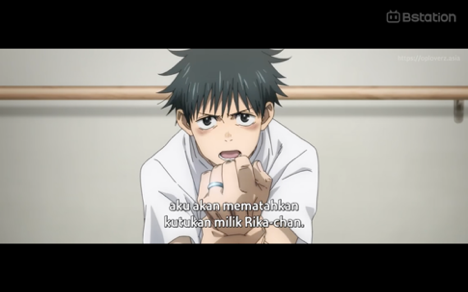 Bstation
aku akan mematahkan
kutukan milik Rika-chan.